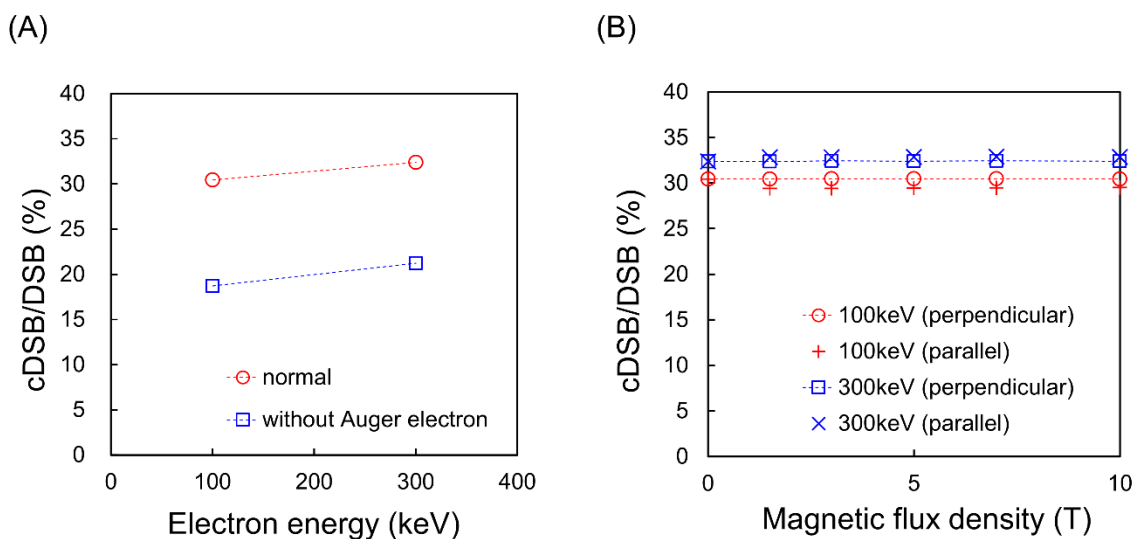 (A)
cDSB/DSB (%)
40
35
30
25
20
15
10
5
0
0 100 200 300 400
Electron energy (keV)
normal
without Auger electron
(B)
cDSB/DSB (%)
40
35
30
25
20
15
10
5
0
0 5 10
Magnetic flux density (T)
100keV (perpendicular)
100keV (parallel)
300keV (perpendicular)
300keV (parallel)